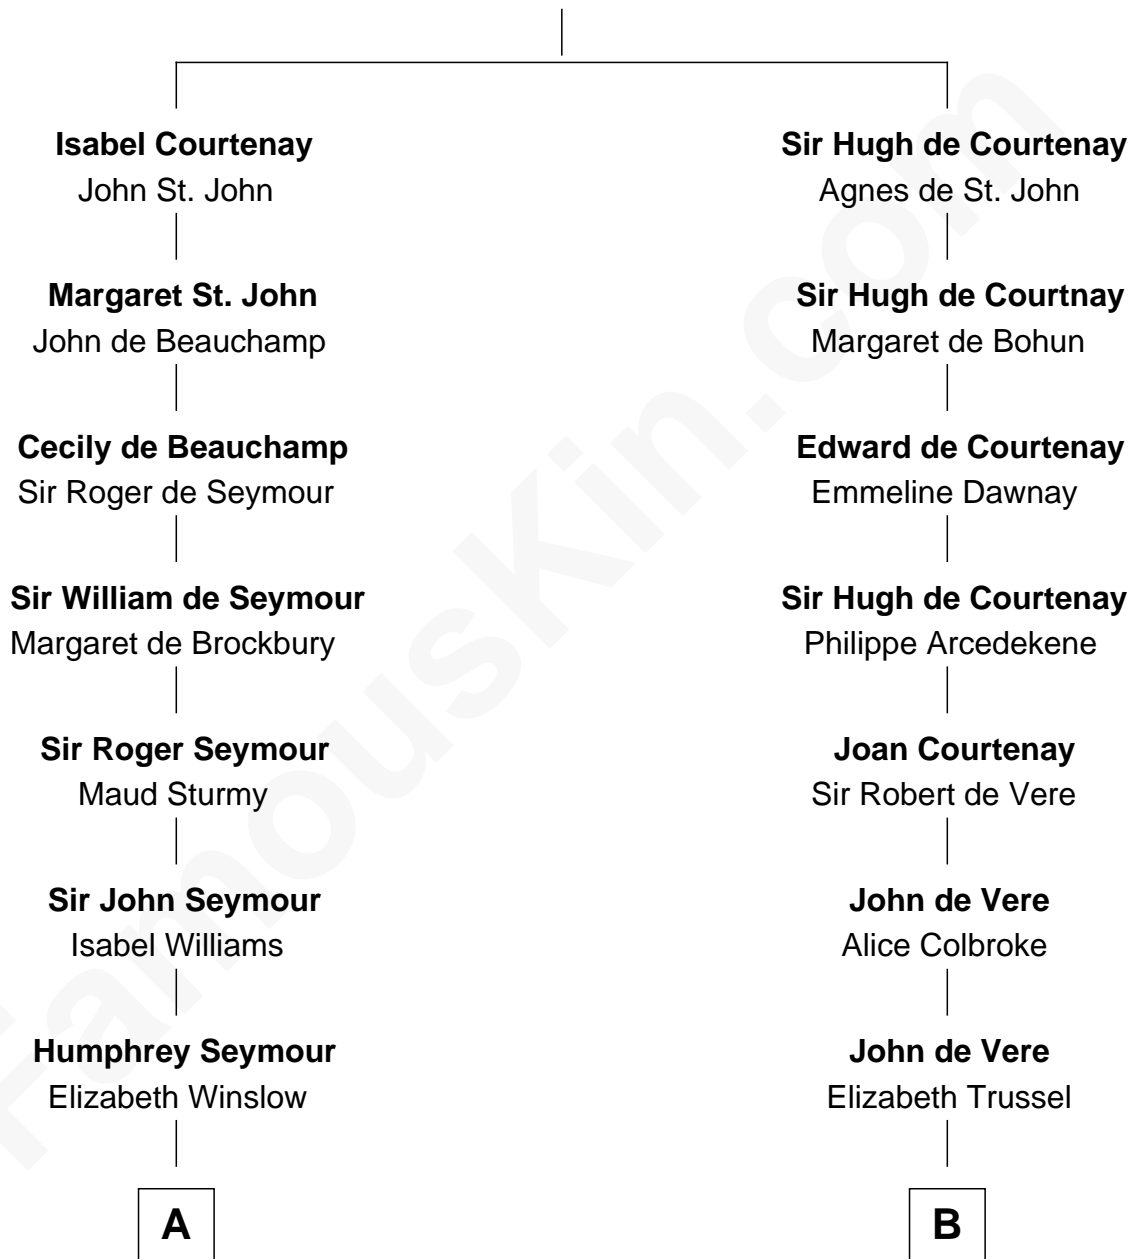 Isabel Courtenay
John St. John
Margaret St. John
John de Beauchamp
Cecily de Beauchamp
Sir Roger de Seymour
Sir William de Seymour
Margaret de Brockbury
Sir Roger Seymour
Maud Sturmy
Sir John Seymour
Isabel Williams
Humphrey Seymour
Elizabeth Winslow
A
Sir Hugh de Courtenay
Agnes de St. John
Sir Hugh de Courtnay
Margaret de Bohun
Edward de Courtenay
Emmeline Dawnay
Sir Hugh de Courtenay
Philippe Arcedekene
Joan Courtenay
Sir Robert de Vere
John de Vere
Alice Colbroke
John de Vere
Elizabeth Trussel
B
FamousKin.com